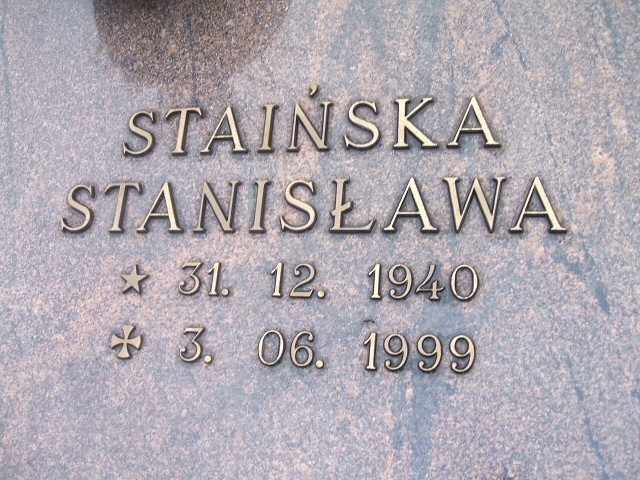 STAIŃSKA
STANISŁAWA
31. 12. 1940
3. 06. 1999